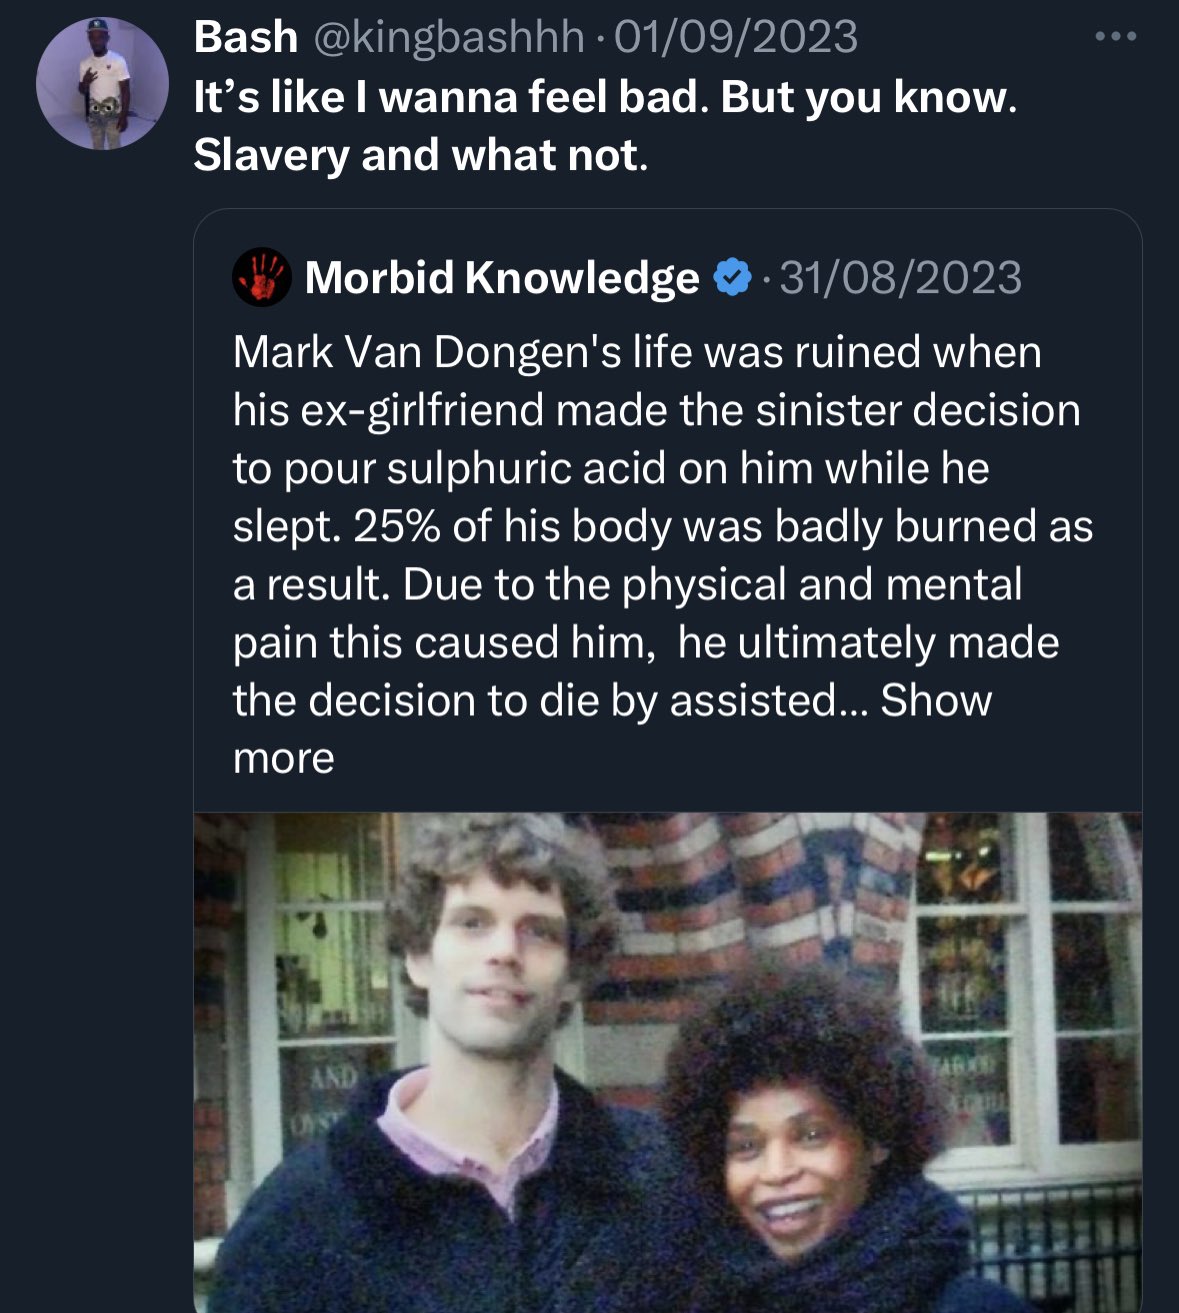 Bash @kingbashhh · 01/09/2023
It’s like I wanna feel bad. But you know.
Slavery and what not.
Morbid Knowledge · 31/08/2023
Mark Van Dongen's life was ruined when
his ex-girlfriend made the sinister decision
to pour sulphuric acid on him while he
slept. 25% of his body was badly burned as
a result. Due to the physical and mental
pain this caused him,  he ultimately made
the decision to die by assisted... Show
more
AND